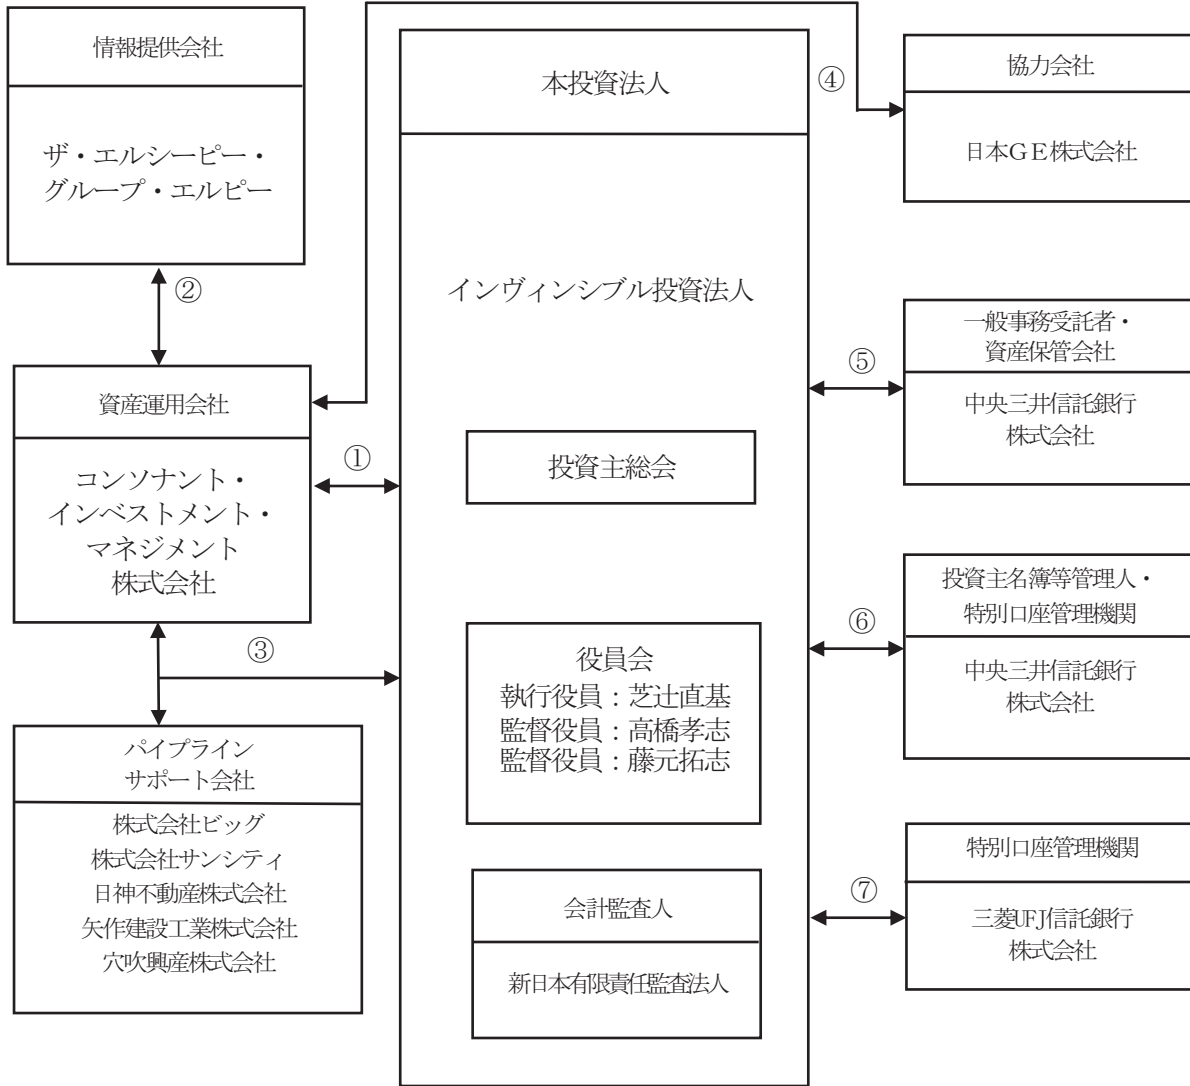 情報提供会社
ザ・エルシーピー・
グループ・エルピー
②
資産運用会社
コンソナント・
インベストメント・
マネジメント
株式会社
①
③
パイプライン
サポート会社
株式会社ビッグ
株式会社サンシティ
日神不動産株式会社
矢作建設工業株式会社
穴吹興産株式会社
本投資法人
インヴィンシブル投資法人
投資主総会
役員会
執行役員：芝辻直基
監督役員：高橋孝志
監督役員：藤元拓志
会計監査人
新日本有限責任監査法人
④
協力会社
日本ＧＥ株式会社
⑤
一般事務受託者・
資産保管会社
中央三井信託銀行
株式会社
⑥
投資主名簿等管理人・
特別口座管理機関
中央三井信託銀行
株式会社
⑦
特別口座管理機関
三菱UFJ信託銀行
株式会社